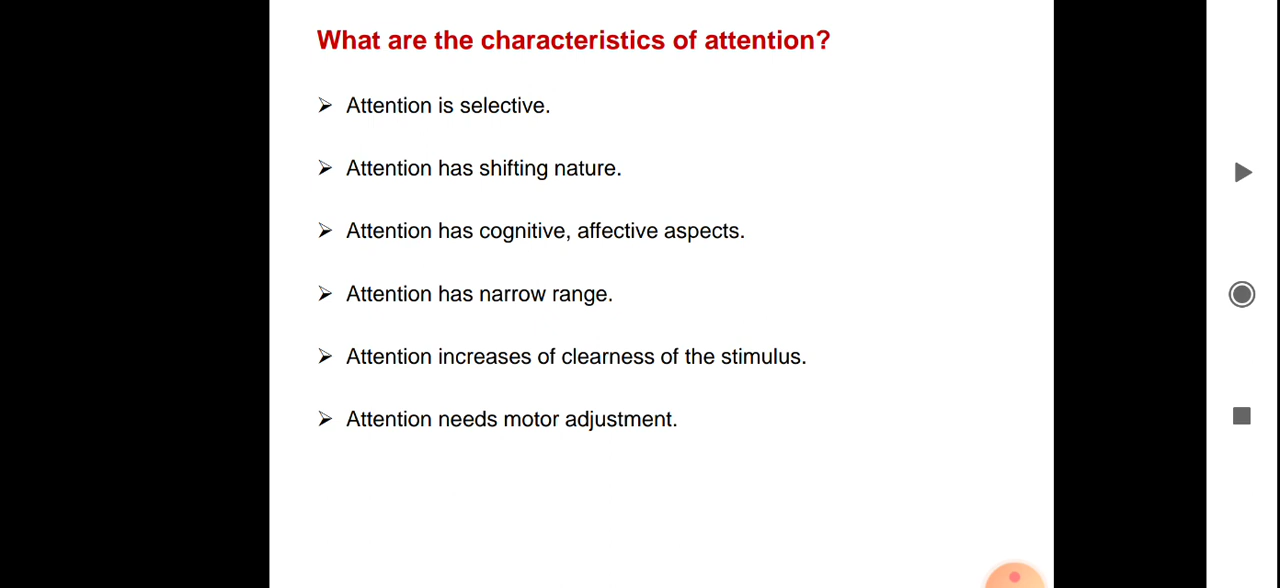 What are the characteristics of attention?
➢ Attention is selective.
➢ Attention has shifting nature.
➢ Attention has cognitive, affective aspects.
➢ Attention has narrow range.
➢ Attention increases of clearness of the stimulus.
➢ Attention needs motor adjustment.